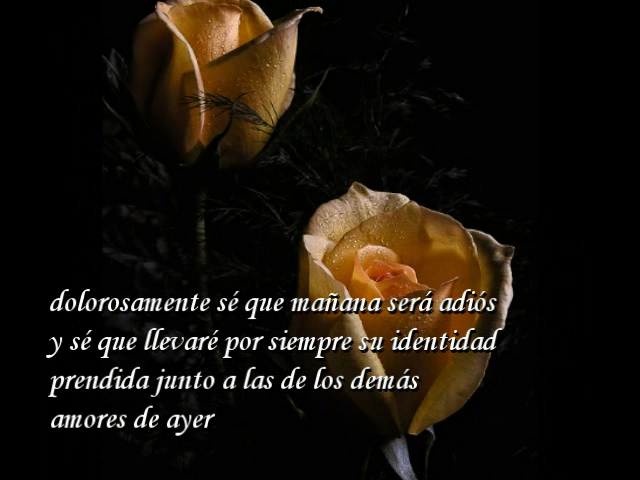 dolorosamente sé que mañana será adiós
y sé que llevaré por siempre su identidad
prendida junto a las de los demás
amores de ayer